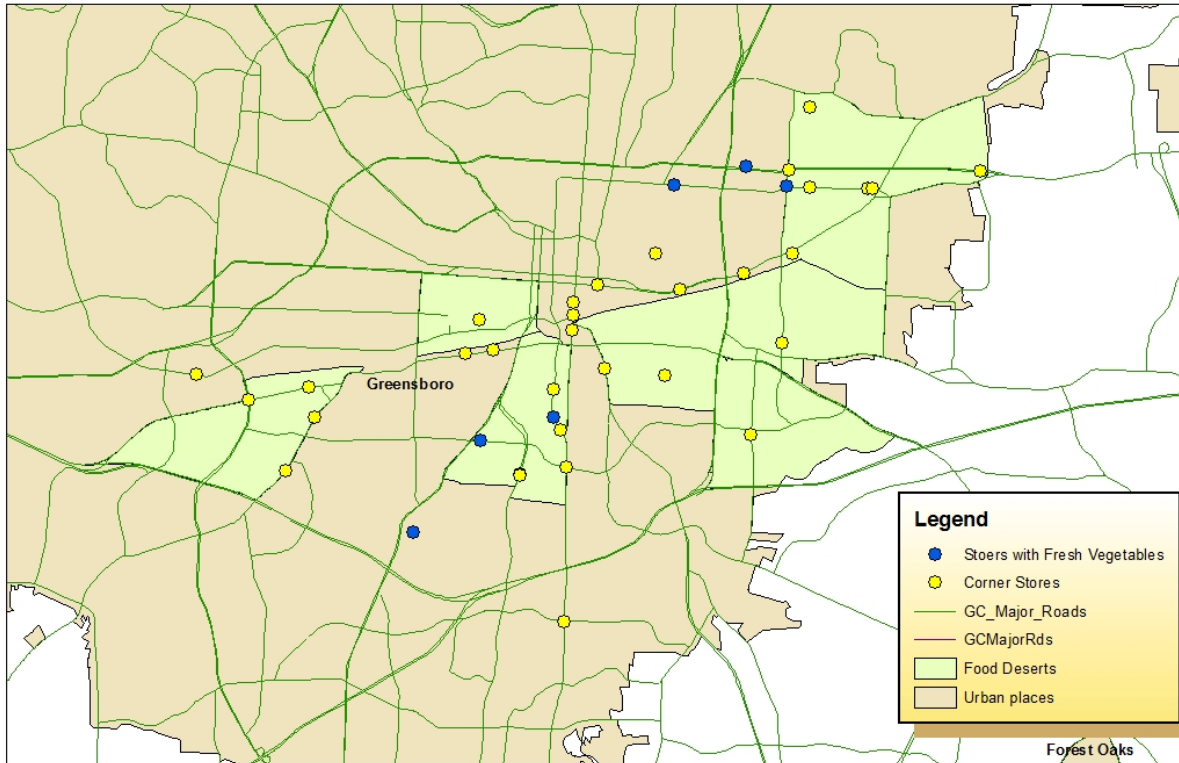 Greensboro
Legend
Stoers with Fresh Vegetables
Corner Stores
GC_Major_Roads
GCMajorRds
Food Deserts
Urban places
Forest Oaks